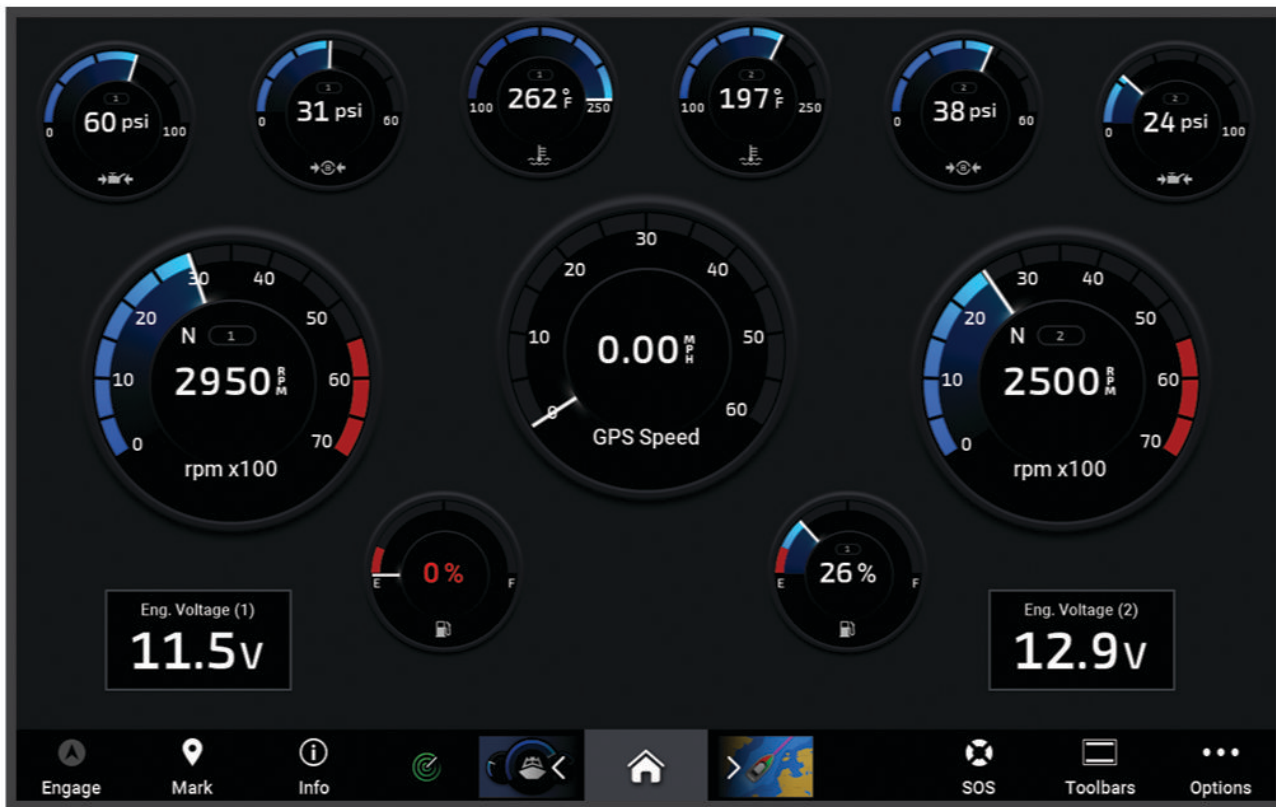 1
60 psi
0
100
1
31 psi
0
60
1
262 °F
100
250
2
197 °F
100
250
2
38 psi
0
60
2
24 psi
0
100
0
10
20
30
40
50
60
70
N
1
2950 RPM
rpm x100
0
10
20
30
40
50
60
0.00 MPH
GPS Speed
0
10
20
30
40
50
60
70
N
2
2500 RPM
rpm x100
0 %
E
F
1
26 %
E
F
Eng. Voltage (1)
11.5V
Eng. Voltage (2)
12.9V
Engage
Mark
Info
SOS
Toolbars
Options